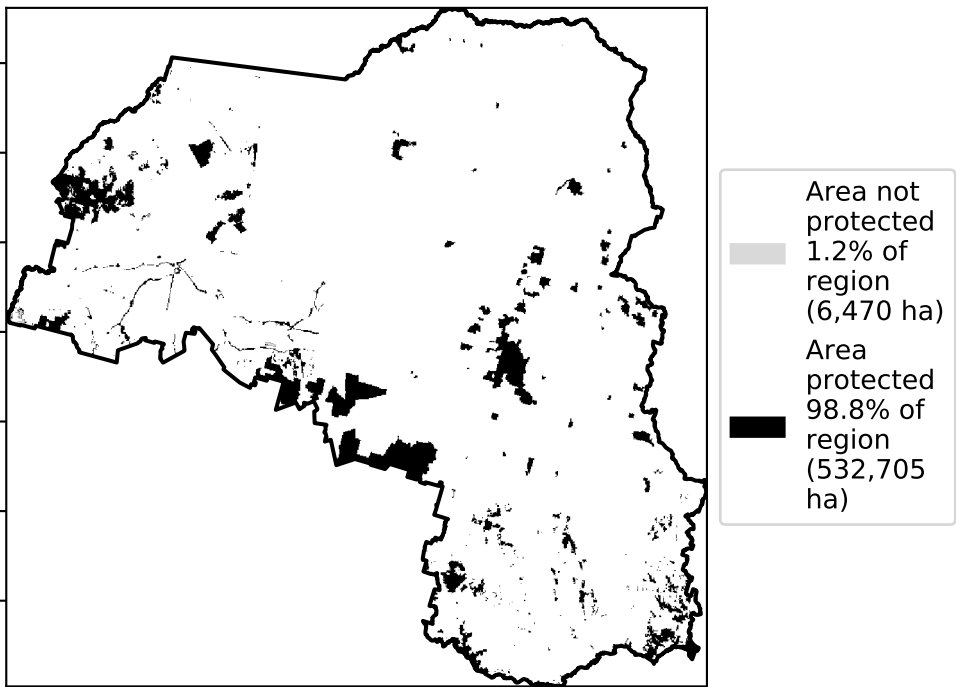 Area not
protected
1.2% of
region
(6,470 ha)
Area
protected
98.8% of
region
(532,705
ha)